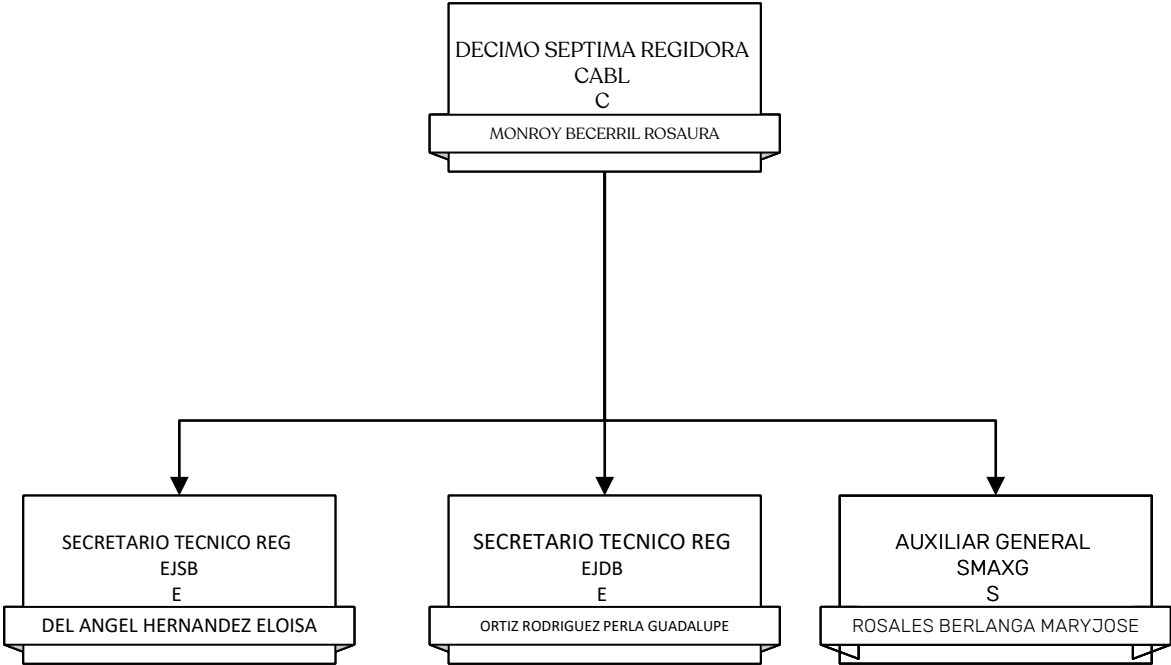 DECIMO SEPTIMA REGIDORA
CABL
C
MONROY BECERRIL ROSAURA
SECRETARIO TECNICO REG
EJSB
E
DEL ANGEL HERNANDEZ ELOISA
SECRETARIO TECNICO REG
EJDB
E
ORTIZ RODRIGUEZ PERLA GUADALUPE
AUXILIAR GENERAL
SMAXG
S
ROSALES BERLANGA MARYJOSE